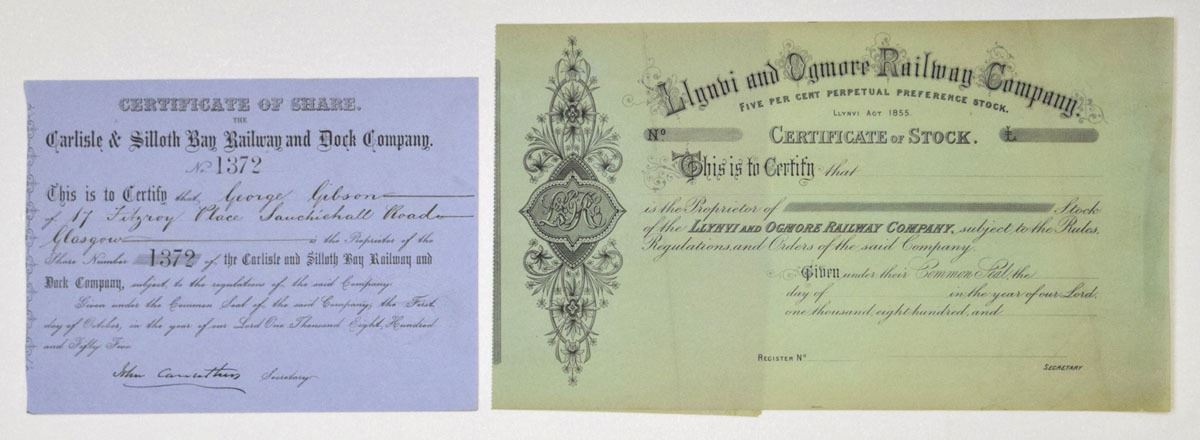 CERTIFICATE OF SHARE.
THE
Carlisle & Silloth Bay Railway and Dock Company.
No. 1372
This is to Certify that George Gibson
of 17 Fitzroy Place Sauchiehall Road
Glasgow is the Proprietor of the
Share Number 1372 of the Carlisle and Silloth Bay Railway and
Dock Company, subject to the regulations of the said Company.
Given under the Common Seal of the said Company, the First
day of October, in the year of our Lord One Thousand Eight Hundred
and Fifty Five
John Carruthers Secretary
Llynvi and Ogmore Railway Company.
FIVE PER CENT PERPETUAL PREFERENCE STOCK.
LLYNVI ACT 1855.
No CERTIFICATE OF STOCK. £
This is to Certify that
is the Proprietor of Stock
of the LLYNVI AND OGMORE RAILWAY COMPANY, subject to the Rules,
Regulations, and Orders of the said Company.
Given under their Common Seal the
day of in the year of our Lord,
one thousand, eight hundred, and
REGISTER No
SECRETARY